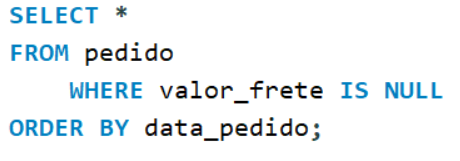 SELECT *
FROM pedido
    WHERE valor_frete IS NULL
ORDER BY data_pedido;